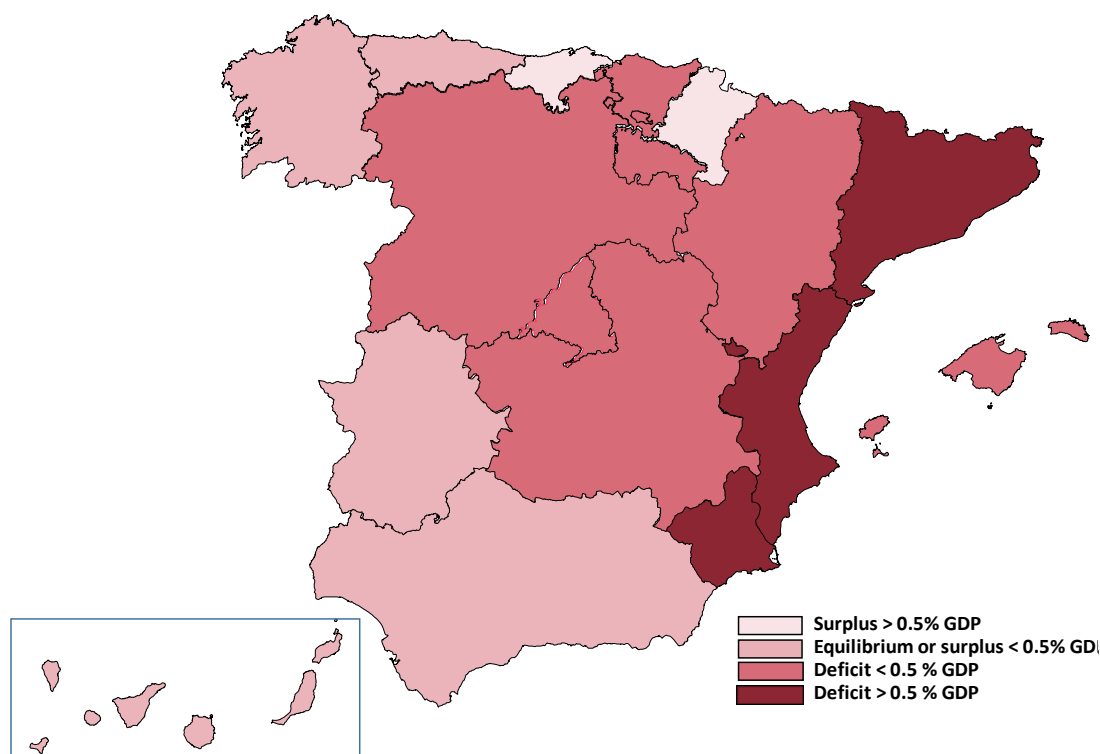 Surplus > 0.5% GDP
Equilibrium or surplus < 0.5% GD
Deficit < 0.5 % GDP
Deficit > 0.5 % GDP